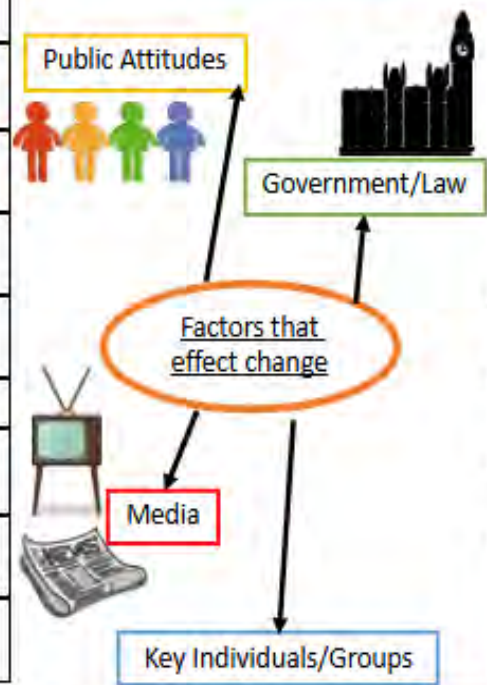 Public Attitudes
Government/Law
Factors that
effect change
Media
Key Individuals/Groups